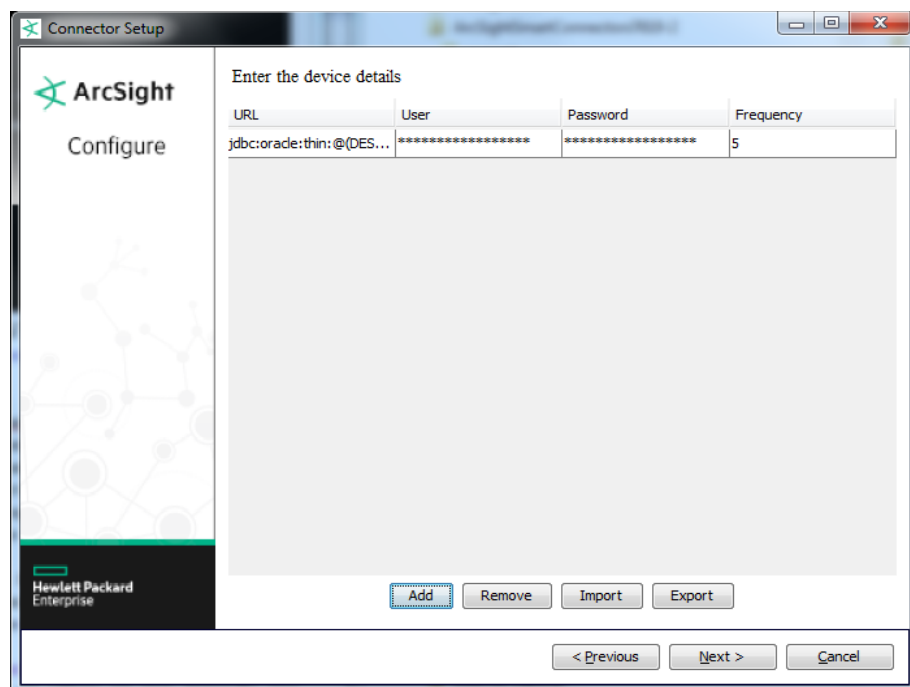 Connector Setup
ArcSight
Configure
Enter the device details
URL User Password Frequency
jdbc:oracle:thin:@(DES... ***************** ***************** 5
Hewlett Packard
Enterprise
Add Remove Import Export
< Previous Next > Cancel